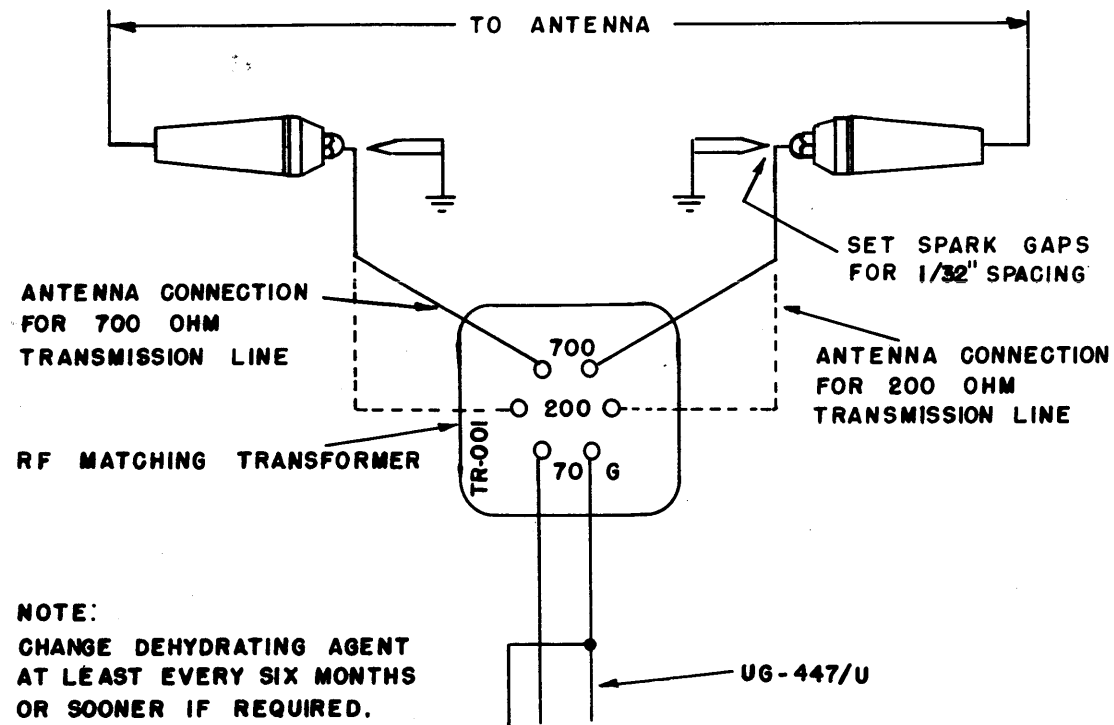 TO ANTENNA
SET SPARK GAPS
FOR 1/32" SPACING
ANTENNA CONNECTION
FOR 700 OHM
TRANSMISSION LINE
700
ANTENNA CONNECTION
FOR 200 OHM
TRANSMISSION LINE
200
RF MATCHING TRANSFORMER
TR-001
70 G
NOTE:
CHANGE DEHYDRATING AGENT
AT LEAST EVERY SIX MONTHS
OR SOONER IF REQUIRED.
UG-447/U